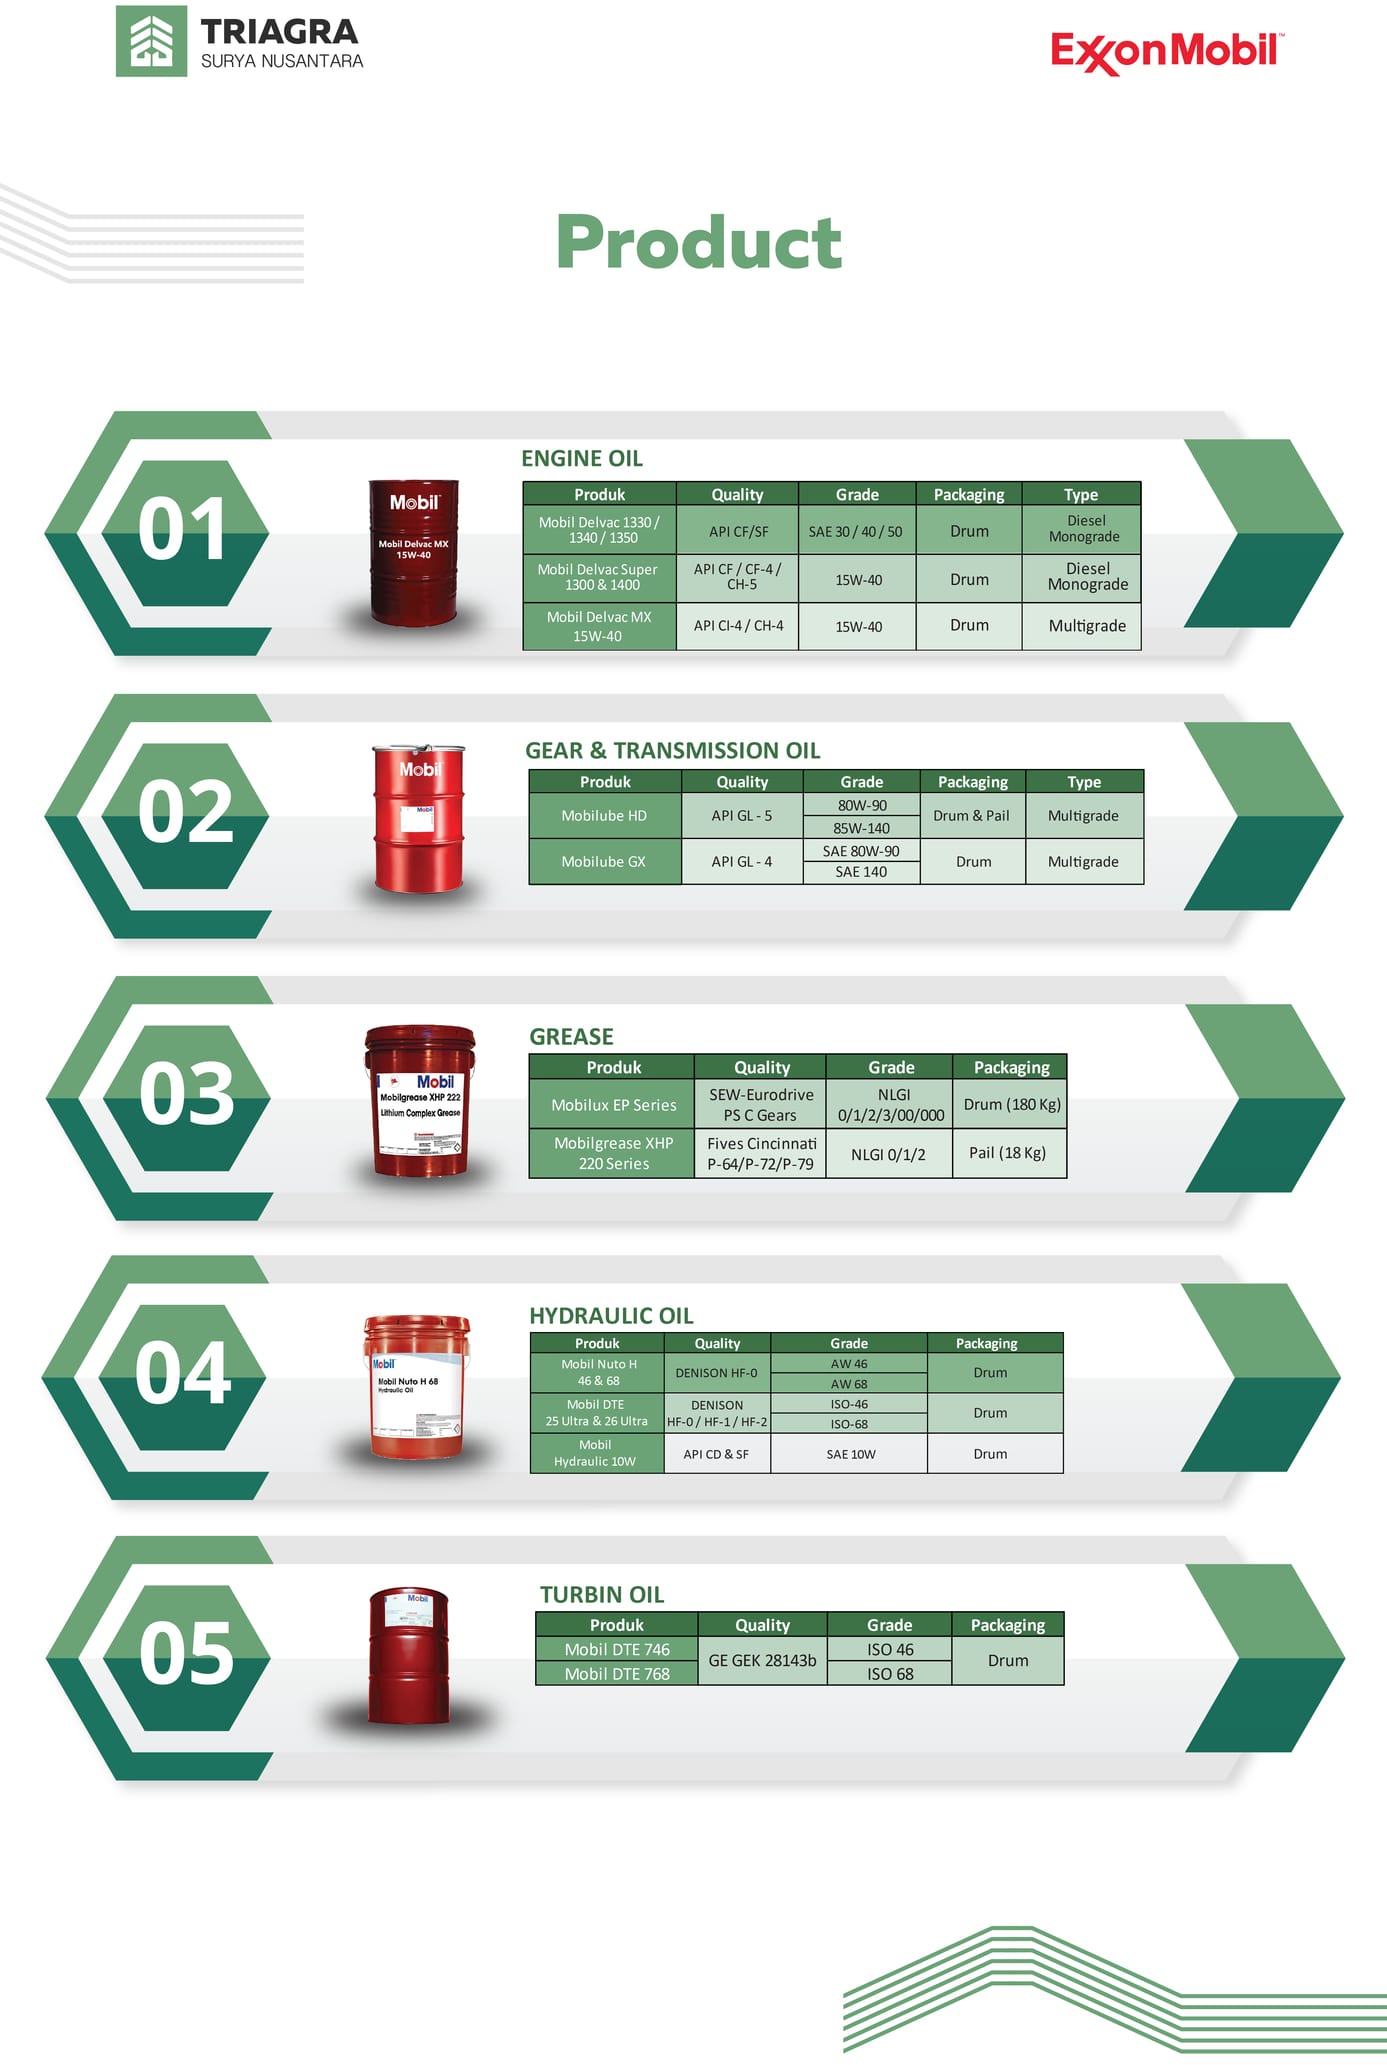 TRIAGRA
SURYA NUSANTARA
ExxonMobil™
Product
01
Mobil
Mobil Delvac MX
15W-40
ENGINE OIL
Produk Quality Grade Packaging Type
Mobil Delvac 1330 /
1340 / 1350
API CF/SF
SAE 30 / 40 / 50
Drum
Diesel
Monograde
Mobil Delvac Super
1300 & 1400
API CF / CF-4 /
CH-5
15W-40
Drum
Diesel
Monograde
Mobil Delvac MX
15W-40
API CI-4 / CH-4
15W-40
Drum
Multigrade
02
Mobil
Mobil
GEAR & TRANSMISSION OIL
Produk Quality Grade Packaging Type
Mobilube HD
API GL - 5
80W-90
85W-140
Drum & Pail
Multigrade
Mobilube GX
API GL - 4
SAE 80W-90
SAE 140
Drum
Multigrade
03
Mobil
Mobilgrease XHP 222
Lithium Complex Grease
GREASE
Produk Quality Grade Packaging
Mobilux EP Series
SEW-Eurodrive
PS C Gears
NLGI
0/1/2/3/00/000
Drum (180 Kg)
Mobilgrease XHP
220 Series
Fives Cincinnati
P-64/P-72/P-79
NLGI 0/1/2
Pail (18 Kg)
04
Mobil
Mobil Nuto H 68
Hydraulic Oil
HYDRAULIC OIL
Produk Quality Grade Packaging
Mobil Nuto H
46 & 68
DENISON HF-0
AW 46
AW 68
Drum
Mobil DTE
25 Ultra & 26 Ultra
DENISON
HF-0 / HF-1 / HF-2
ISO-46
ISO-68
Drum
Mobil
Hydraulic 10W
API CD & SF
SAE 10W
Drum
05
Mobil
TURBIN OIL
Produk Quality Grade Packaging
Mobil DTE 746
Mobil DTE 768
GE GEK 28143b
ISO 46
ISO 68
Drum